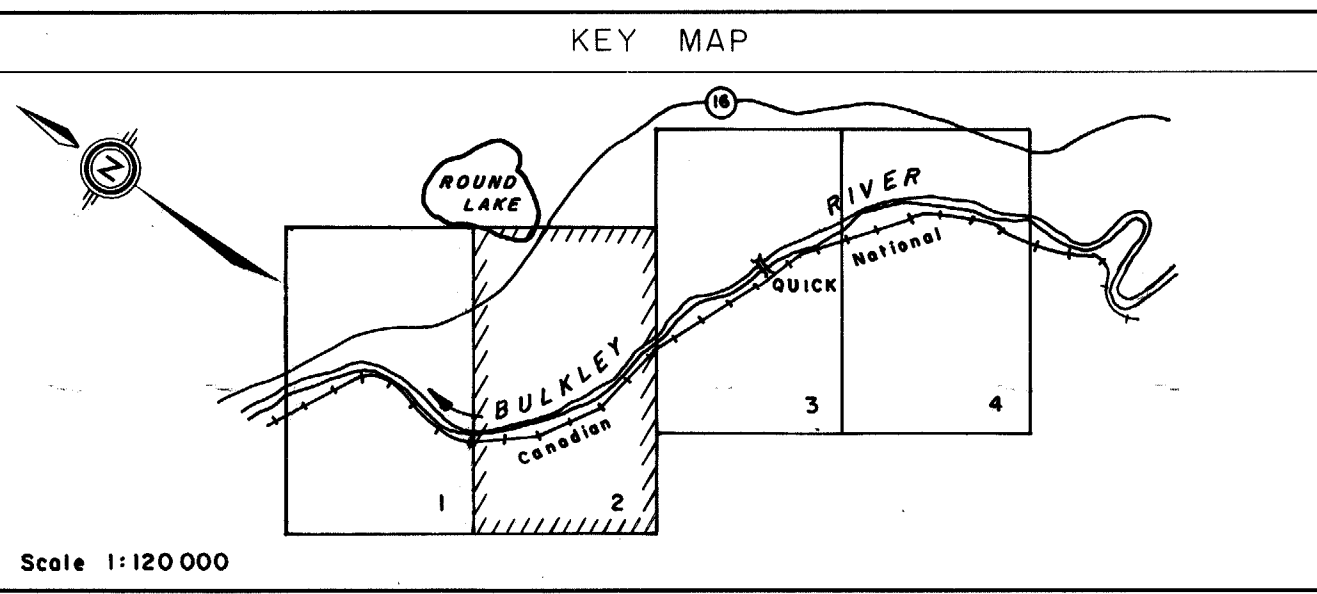 KEY MAP
16
N
ROUND
LAKE
RIVER
National
QUICK
BULKLEY
Canadian
1
2
3
4
Scale 1:120 000